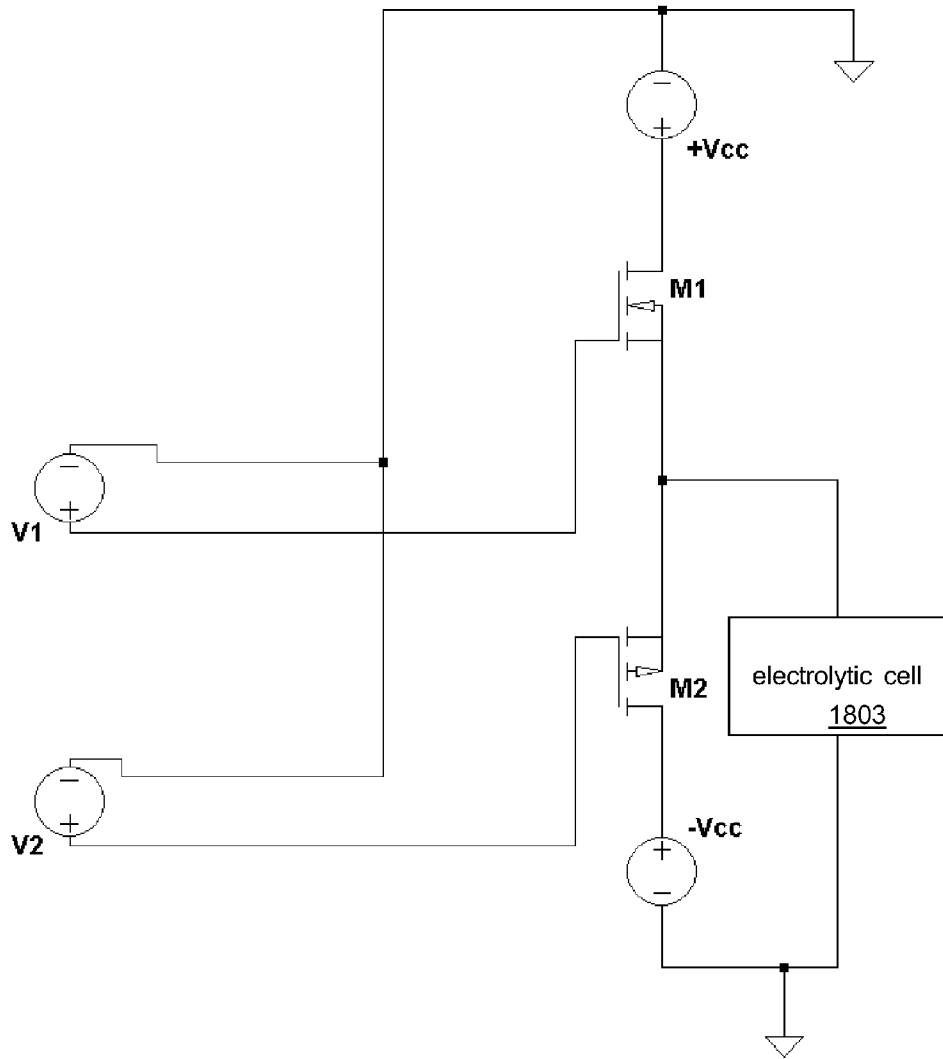 −
+
+Vcc
M1
−
+
V1
M2
electrolytic cell
1803
−
+
V2
-Vcc
+
−